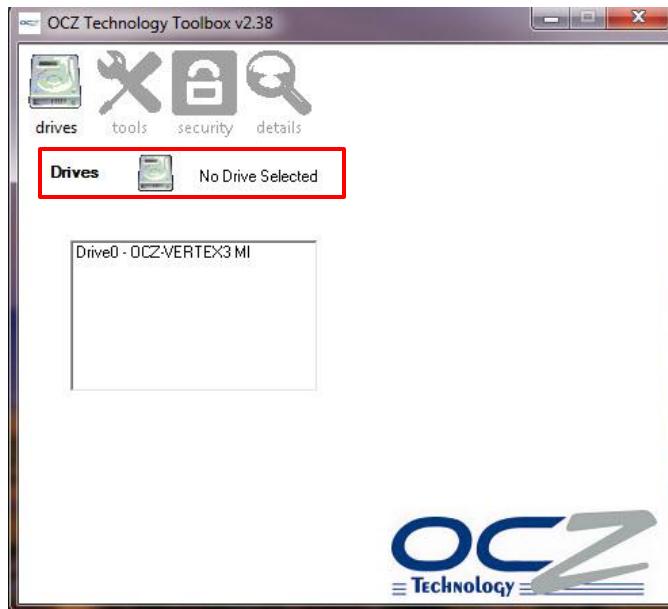 OCZ Technology Toolbox v2.38
drives tools security details
Drives No Drive Selected
Drive0 - OCZ-VERTEX3 MI
OCZ
Technology